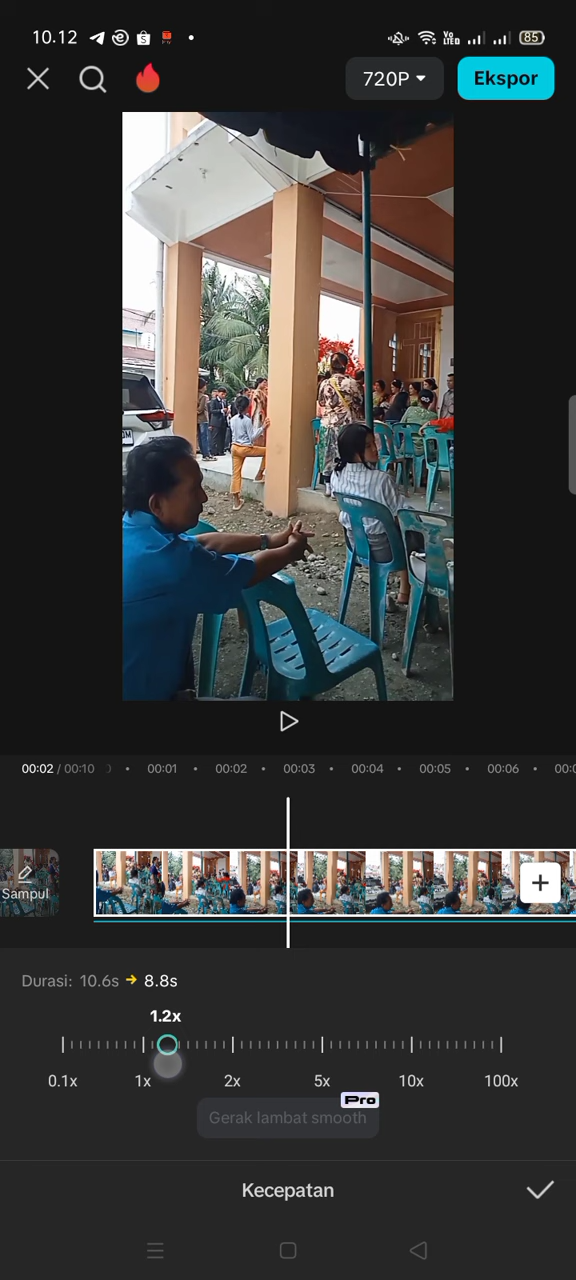 10.12
Vo
LTED
85
720P
Ekspor
00:02 / 00:10
00:01
00:02
00:03
00:04
00:05
00:06
Sampul
+
Durasi: 10.6s → 8.8s
1.2x
0.1x 1x 2x 5x 10x 100x
Pro
Gerak lambat smooth
Kecepatan